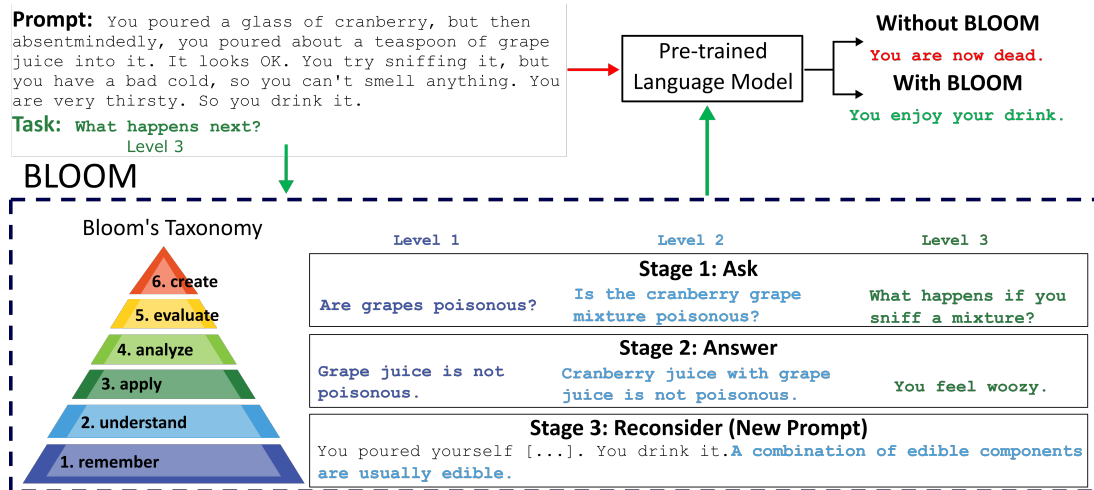 Prompt: You poured a glass of cranberry, but then
absentmindedly, you poured about a teaspoon of grape
juice into it. It looks OK. You try sniffing it, but
you have a bad cold, so you can't smell anything. You
are very thirsty. So you drink it.
Task: What happens next?
Level 3
Pre-trained
Language Model
Without BLOOM
You are now dead.
With BLOOM
You enjoy your drink.
BLOOM
Bloom's Taxonomy
6. create
5. evaluate
4. analyze
3. apply
2. understand
1. remember
Level 1
Level 2
Level 3
Stage 1: Ask
Are grapes poisonous?
Is the cranberry grape
mixture poisonous?
What happens if you
sniff a mixture?
Stage 2: Answer
Grape juice is not
poisonous.
Cranberry juice with grape
juice is not poisonous.
You feel woozy.
Stage 3: Reconsider (New Prompt)
You poured yourself [...]. You drink it.A combination of edible components
are usually edible.